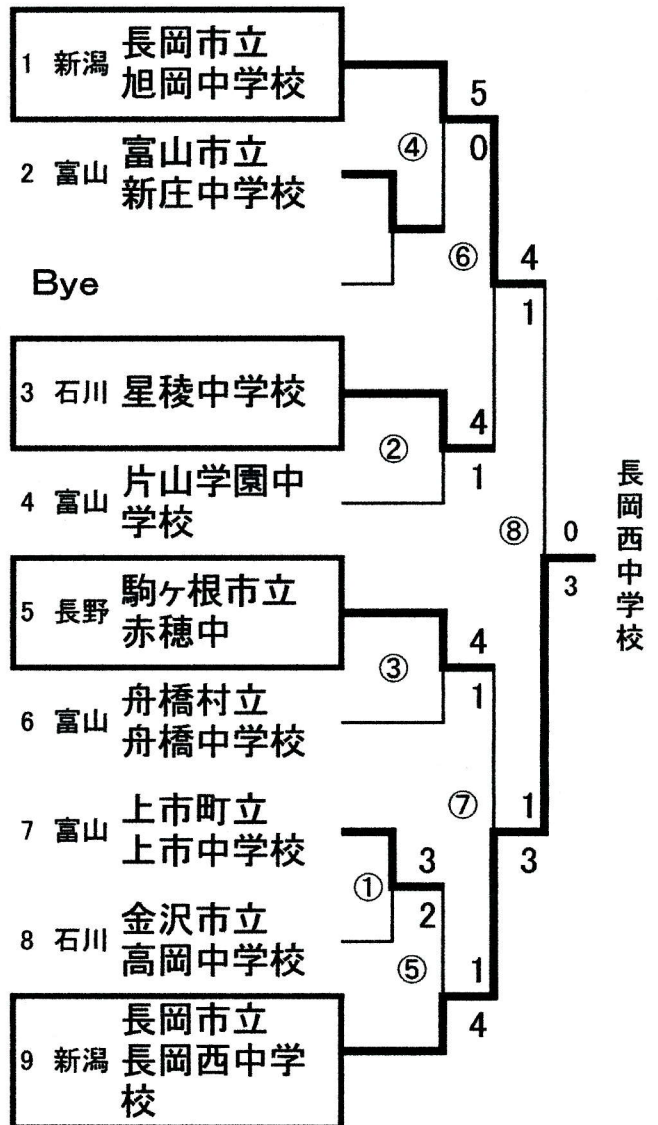 1 新潟 長岡市立
旭岡中学校
5
④
0
2 富山 富山市立
新庄中学校
⑥
4
Bye
1
3 石川 星稜中学校
4
②
1
4 富山 片山学園中
学校
⑧
0
3
長岡西中学校
5 長野 駒ヶ根市立
赤穂中
4
③
1
6 富山 舟橋村立
舟橋中学校
⑦
1
3
7 富山 上市町立
上市中学校
3
①
2
8 石川 金沢市立
高岡中学校
⑤
1
4
9 新潟 長岡市立
長岡西中学
校